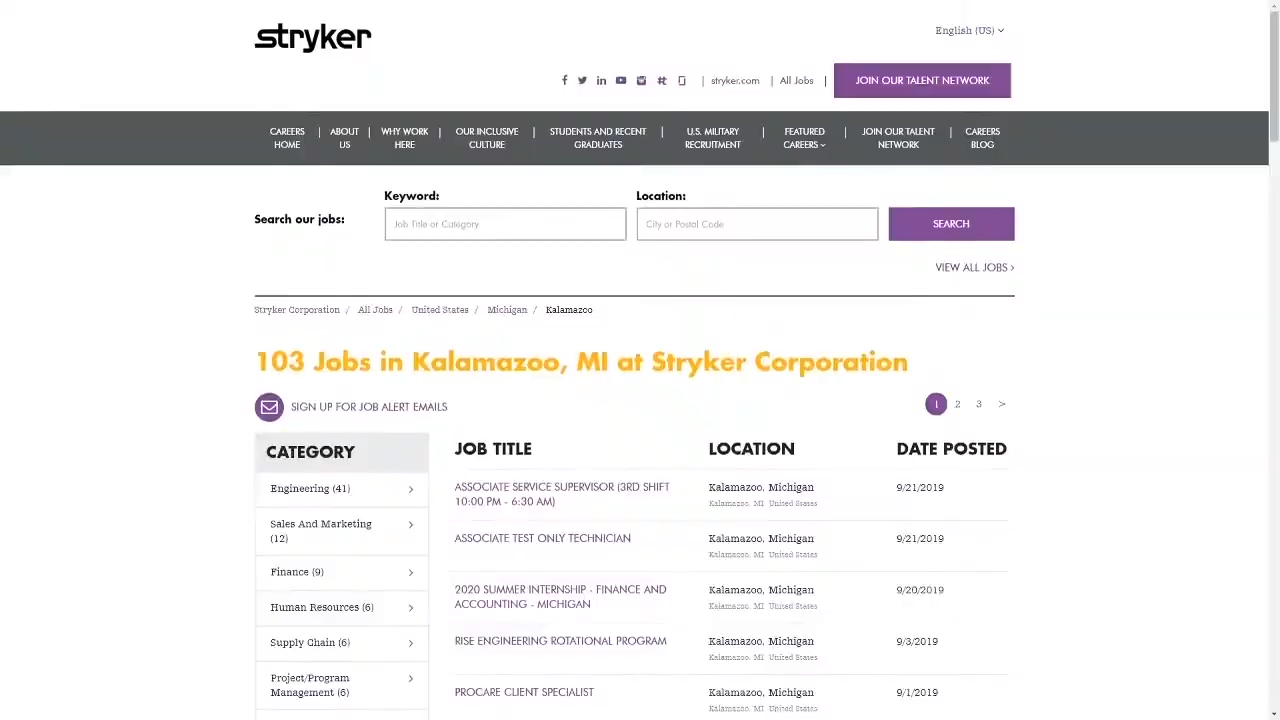 stryker
English (US)
stryker.com | All Jobs | JOIN OUR TALENT NETWORK
CAREERS HOME | ABOUT US | WHY WORK HERE | OUR INCLUSIVE CULTURE | STUDENTS AND RECENT GRADUATES | U.S. MILITARY RECRUITMENT | FEATURED CAREERS | JOIN OUR TALENT NETWORK | CAREERS BLOG
Keyword: Location:
Search our jobs: Job Title or Category City or Postal Code SEARCH
VIEW ALL JOBS >
Stryker Corporation / All Jobs / United States / Michigan / Kalamazoo
103 Jobs in Kalamazoo, MI at Stryker Corporation
SIGN UP FOR JOB ALERT EMAILS 1 2 3 >
CATEGORY
Engineering (41)
Sales And Marketing
(12)
Finance (9)
Human Resources (6)
Supply Chain (6)
Project/Program
Management (6)
JOB TITLE LOCATION DATE POSTED
ASSOCIATE SERVICE SUPERVISOR (3RD SHIFT Kalamazoo, Michigan 9/21/2019
10:00 PM - 6:30 AM) Kalamazoo, MI United States
ASSOCIATE TEST ONLY TECHNICIAN Kalamazoo, Michigan 9/21/2019
Kalamazoo, MI United States
2020 SUMMER INTERNSHIP - FINANCE AND Kalamazoo, Michigan 9/20/2019
ACCOUNTING - MICHIGAN Kalamazoo, MI United States
RISE ENGINEERING ROTATIONAL PROGRAM Kalamazoo, Michigan 9/3/2019
Kalamazoo, MI United States
PROCARE CLIENT SPECIALIST Kalamazoo, Michigan 9/1/2019
Kalamazoo, MI United States